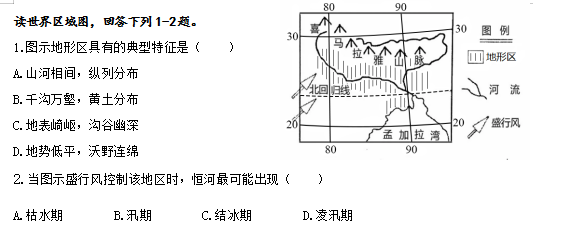 读世界区域图，回答下列1-2题。
1.图示地形区具有的典型特征是（　　）
A.山河相间，纵列分布
B.千沟万壑，黄土分布
C.地表崎岖，沟谷幽深
D.地势低平，沃野连绵
2.当图示盛行风控制该地区时，恒河最可能出现（　　）
A.枯水期　B.汛期　C.结冰期　D.凌汛期
80 90
30 喜马拉雅山脉 30
北回归线
20 孟加拉湾 20
80 90
图例
地形区
河流
盛行风